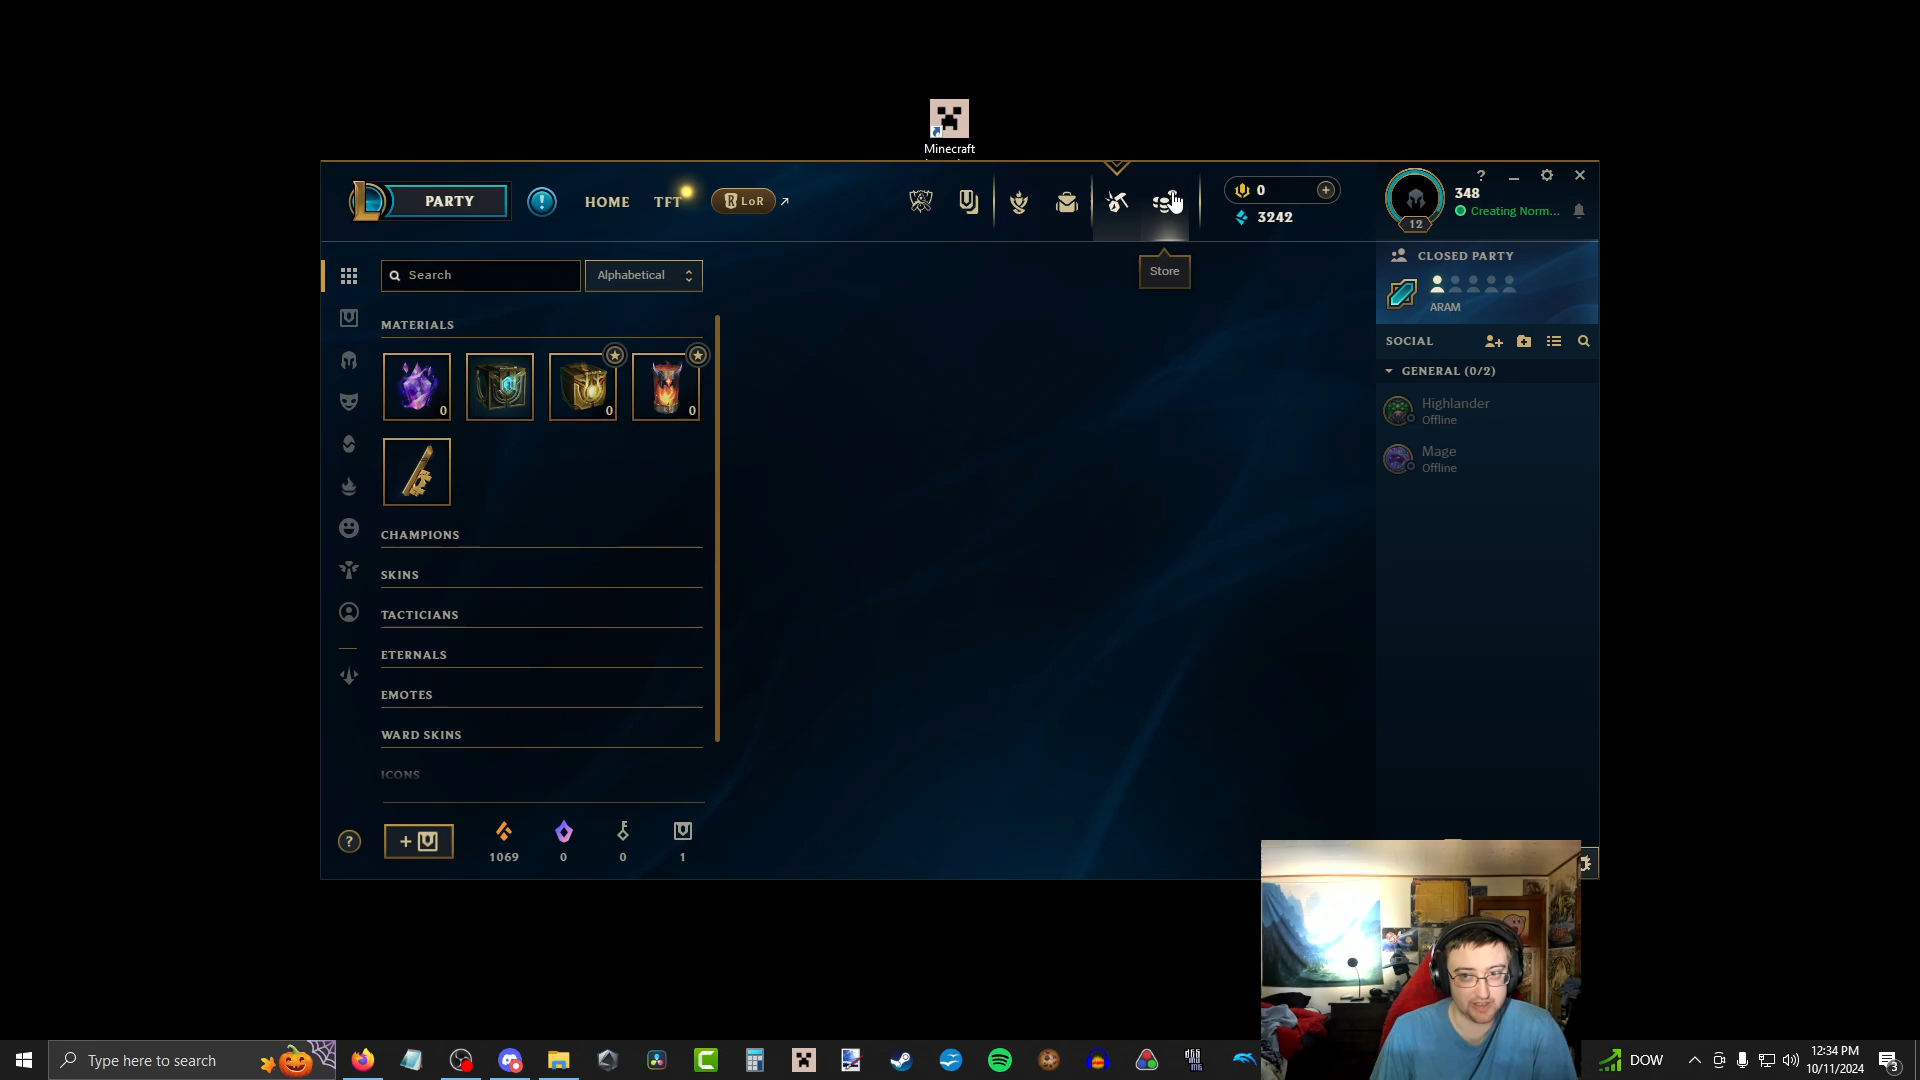 Minecraft
PARTY
HOME
TFT
LoR
0
3242
348
Creating Norm...
12
Store
CLOSED PARTY
ARAM
Search
Alphabetical
SOCIAL
GENERAL (0/2)
Highlander
Offline
Mage
Offline
MATERIALS
0
0
0
CHAMPIONS
SKINS
TACTICIANS
ETERNALS
EMOTES
WARD SKINS
ICONS
1069
0
0
1
Type here to search
DOW
12:34 PM
10/11/2024
3